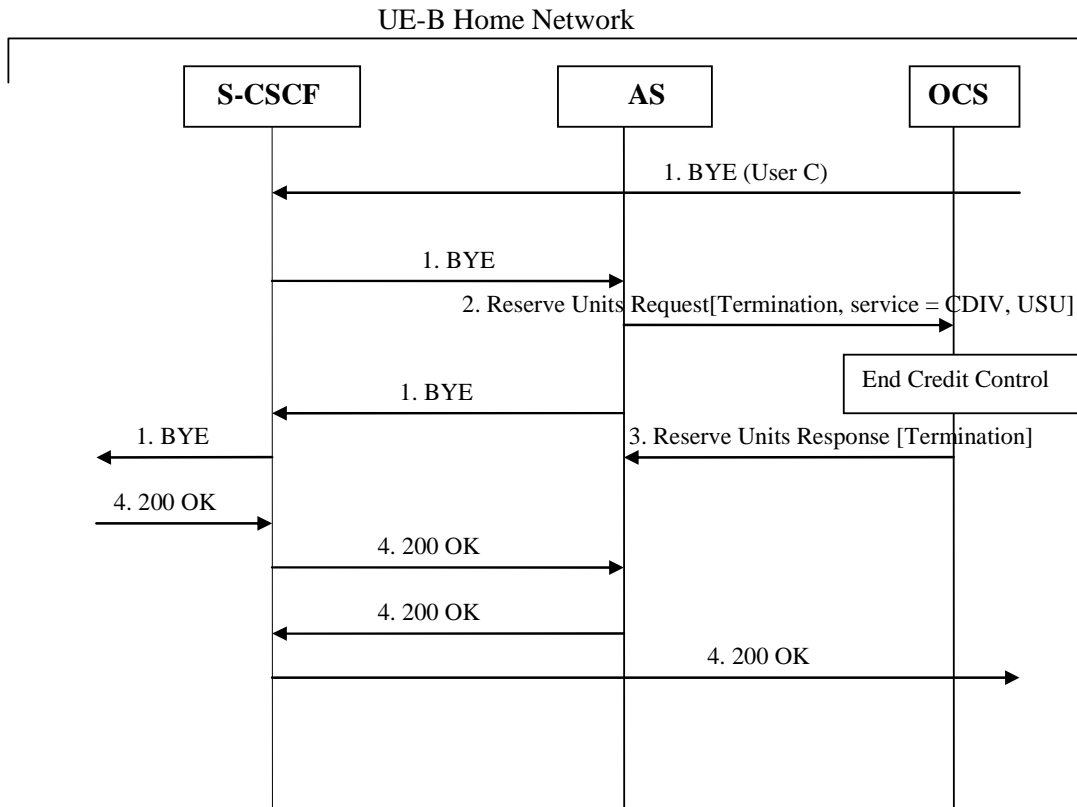 UE-B Home Network
S-CSCF
AS
OCS
1. BYE (User C)
1. BYE
2. Reserve Units Request[Termination, service = CDIV, USU]
End Credit Control
1. BYE
1. BYE
3. Reserve Units Response [Termination]
4. 200 OK
4. 200 OK
4. 200 OK
4. 200 OK